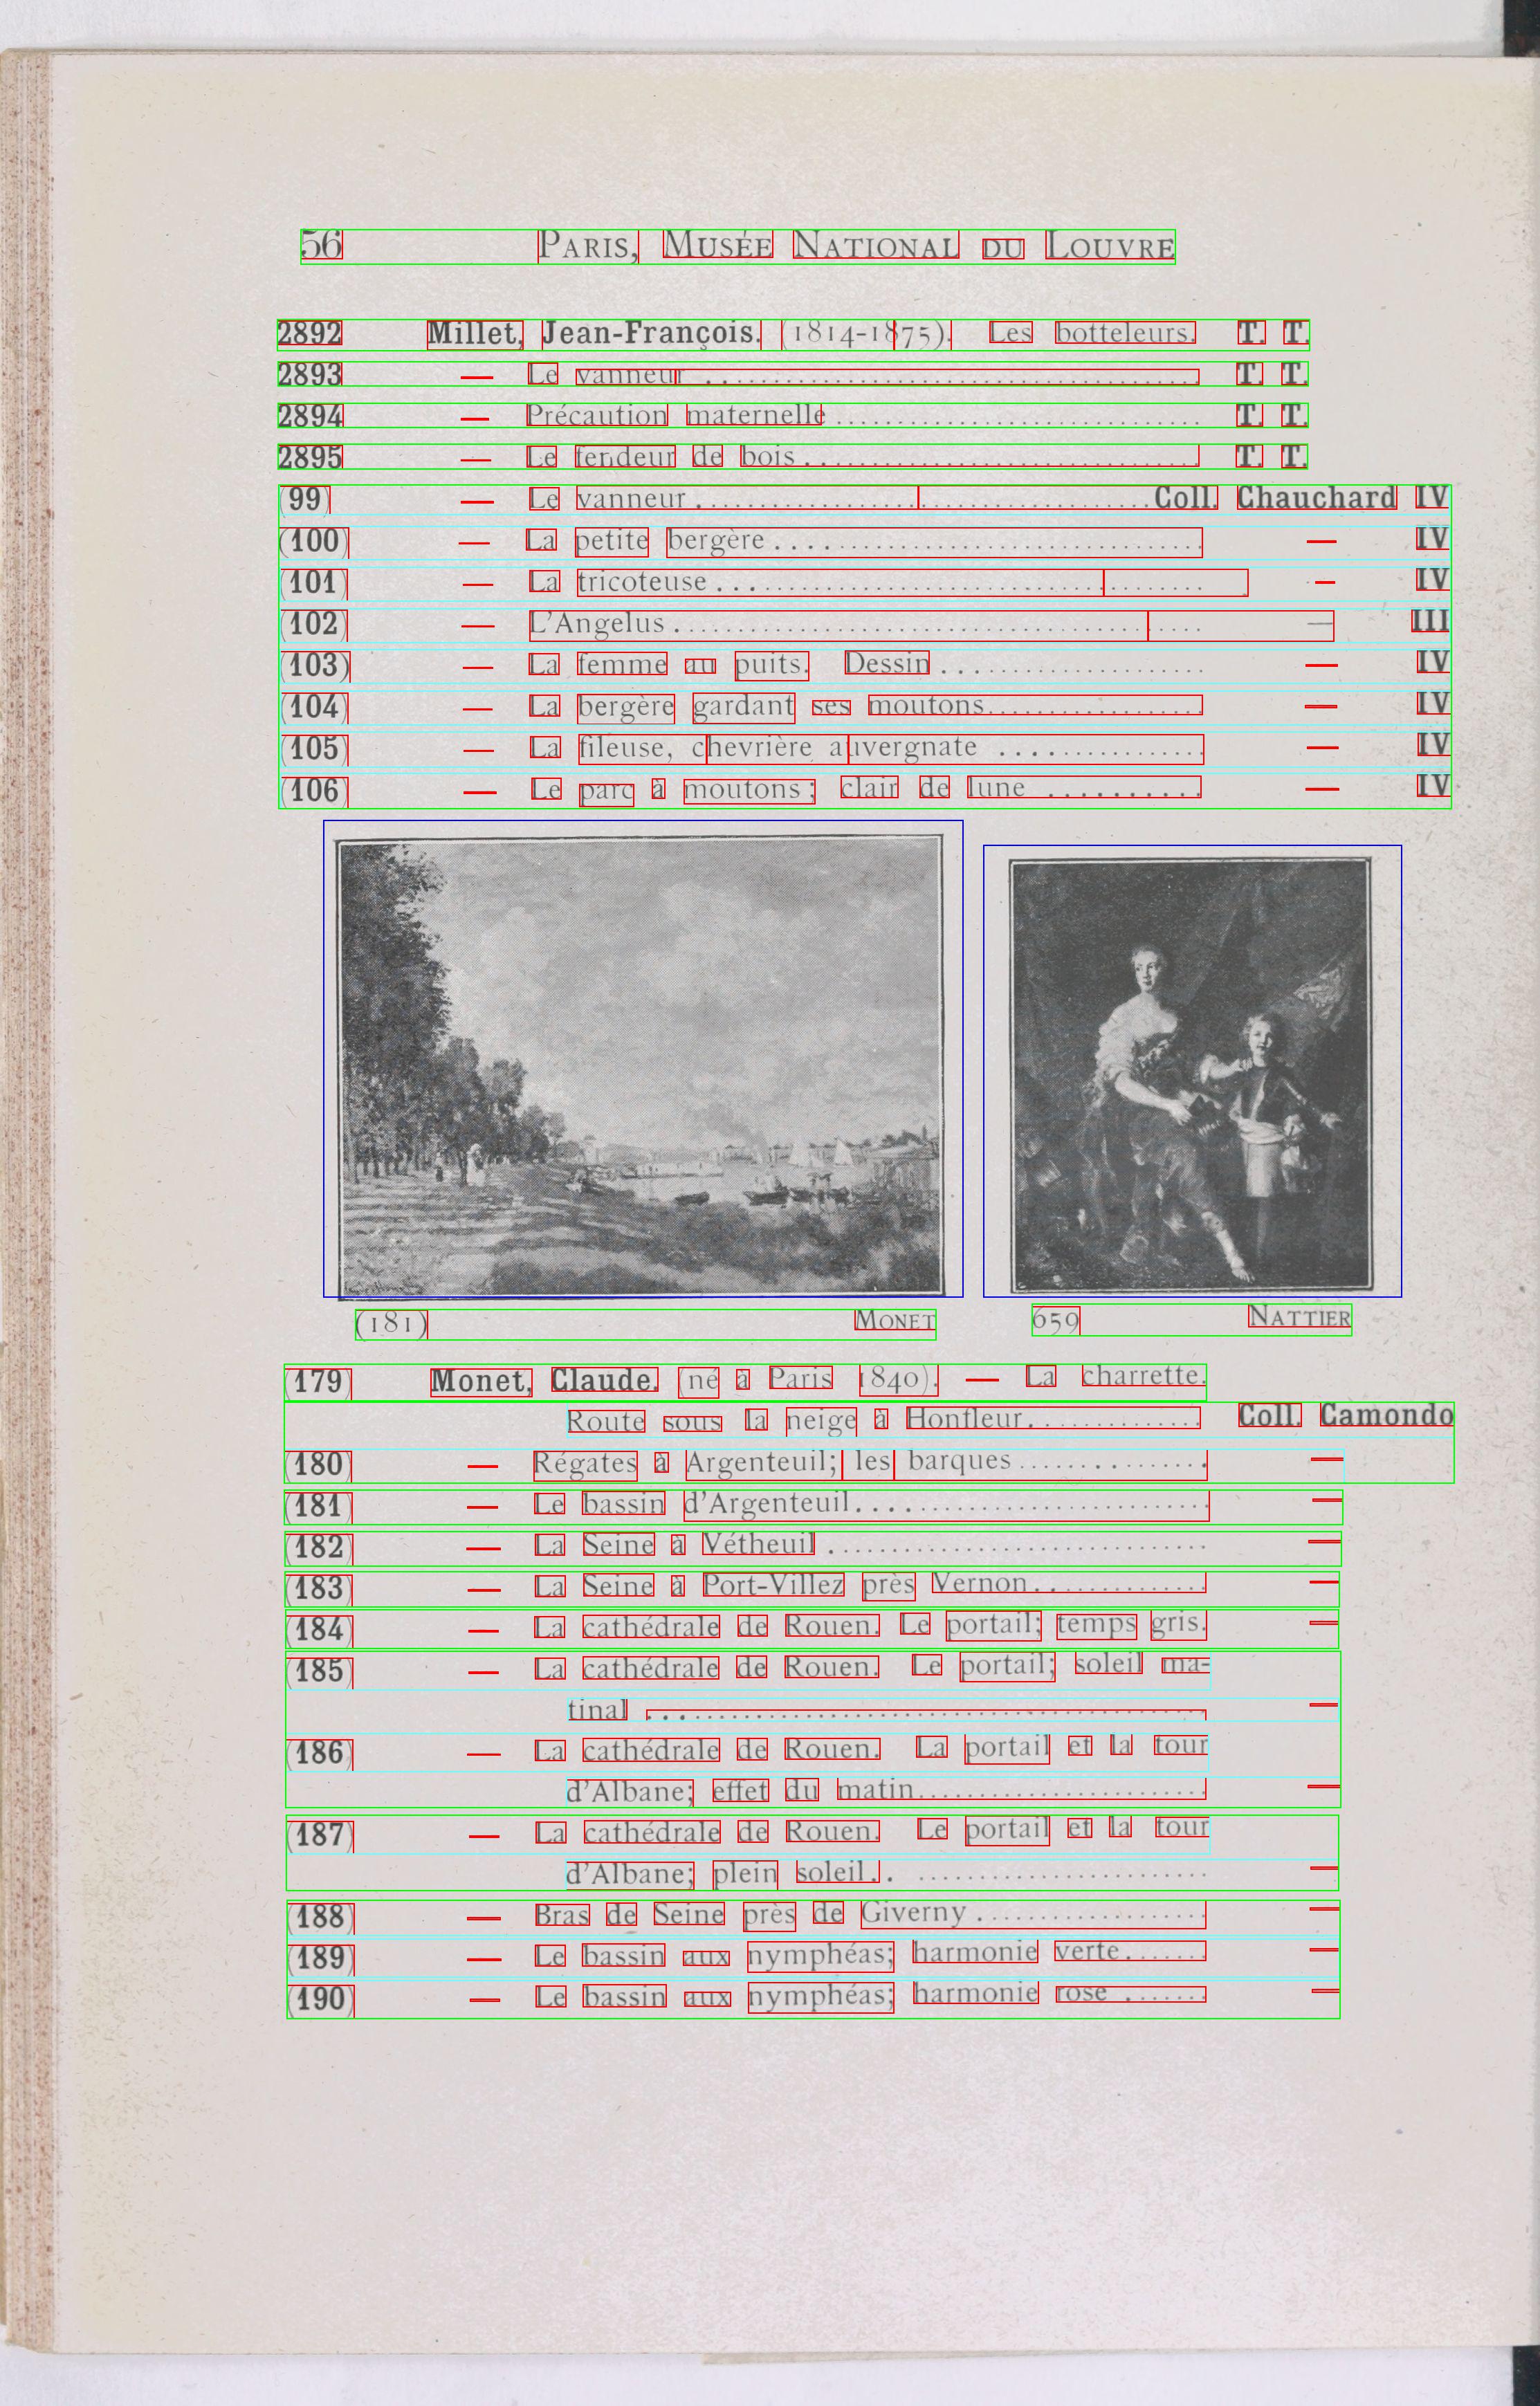 56 PARIS, MUSÉE NATIONAL DU LOUVRE
2892 Millet, Jean-François. (1814-1875). Les botteleurs. T. T.
2893 — Le vanneur .......... T. T.
2894 — Précaution maternelle .......... T. T.
2895 — Le fendeur de bois .......... T. T.
(99) — Le vanneur .......... Coll. Chauchard IV
(100) — La petite bergère .......... — IV
(101) — La tricoteuse .......... — IV
(102) — L'Angelus .......... — III
(103) — La femme au puits. Dessin .......... — IV
(104) — La bergère gardant ses moutons .......... — IV
(105) — La fileuse, chevrière auvergnate .......... — IV
(106) — Le parc à moutons; clair de lune .......... — IV
(181) MONET
659 NATTIER
(179) Monet, Claude. (né à Paris 1840). — La charrette.
Route sous la neige à Honfleur .......... Coll. Camondo
(180) — Régates à Argenteuil; les barques .......... —
(181) — Le bassin d'Argenteuil .......... —
(182) — La Seine à Vétheuil .......... —
(183) — La Seine à Port-Villez près Vernon .......... —
(184) — La cathédrale de Rouen. Le portail; temps gris. —
(185) — La cathédrale de Rouen. Le portail; soleil ma-
tinal .......... —
(186) — La cathédrale de Rouen. La portail et la tour
d'Albane; effet du matin .......... —
(187) — La cathédrale de Rouen. Le portail et la tour
d'Albane; plein soleil .......... —
(188) — Bras de Seine près de Giverny .......... —
(189) — Le bassin aux nymphéas; harmonie verte ....... —
(190) — Le bassin aux nymphéas; harmonie rose ....... —